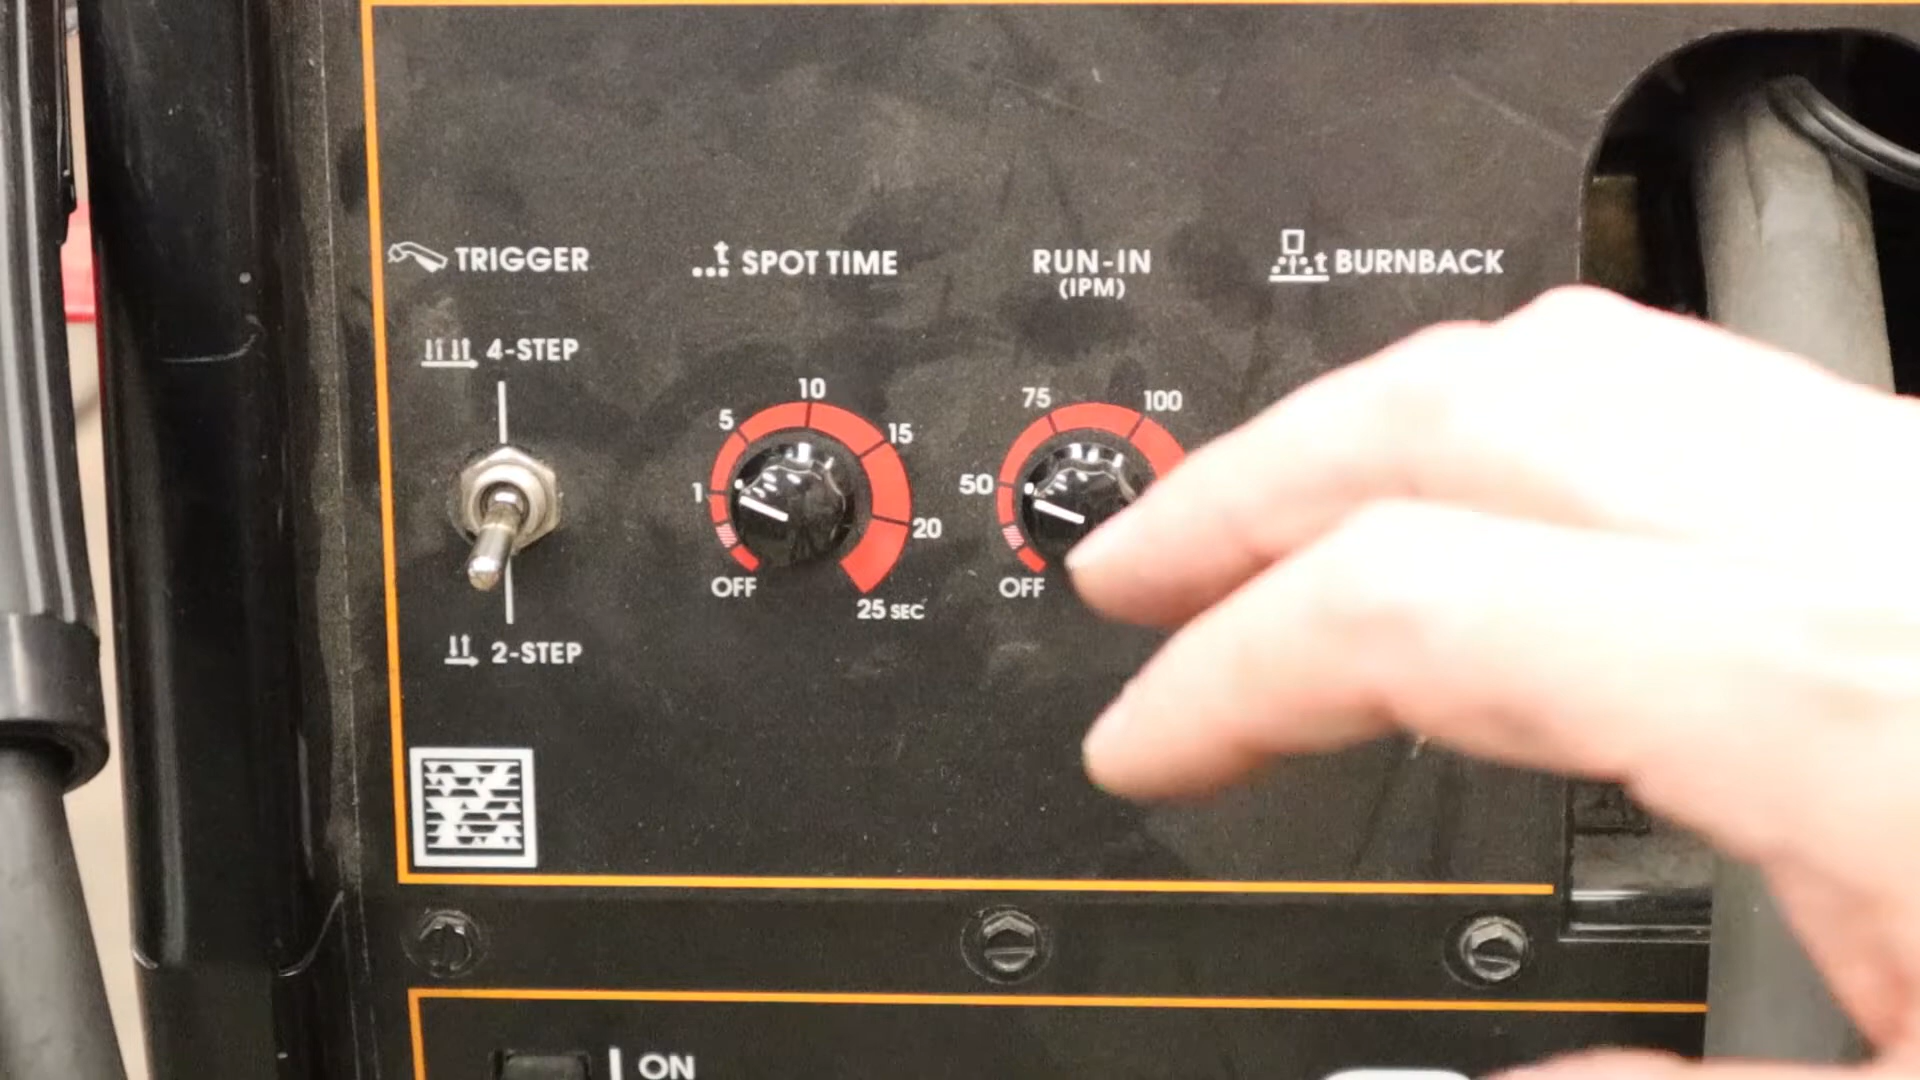 TRIGGER
4-STEP
2-STEP
t SPOT TIME
1
5
10
15
20
25 SEC
OFF
RUN-IN
(IPM)
50
75
100
OFF
t BURNBACK
ON